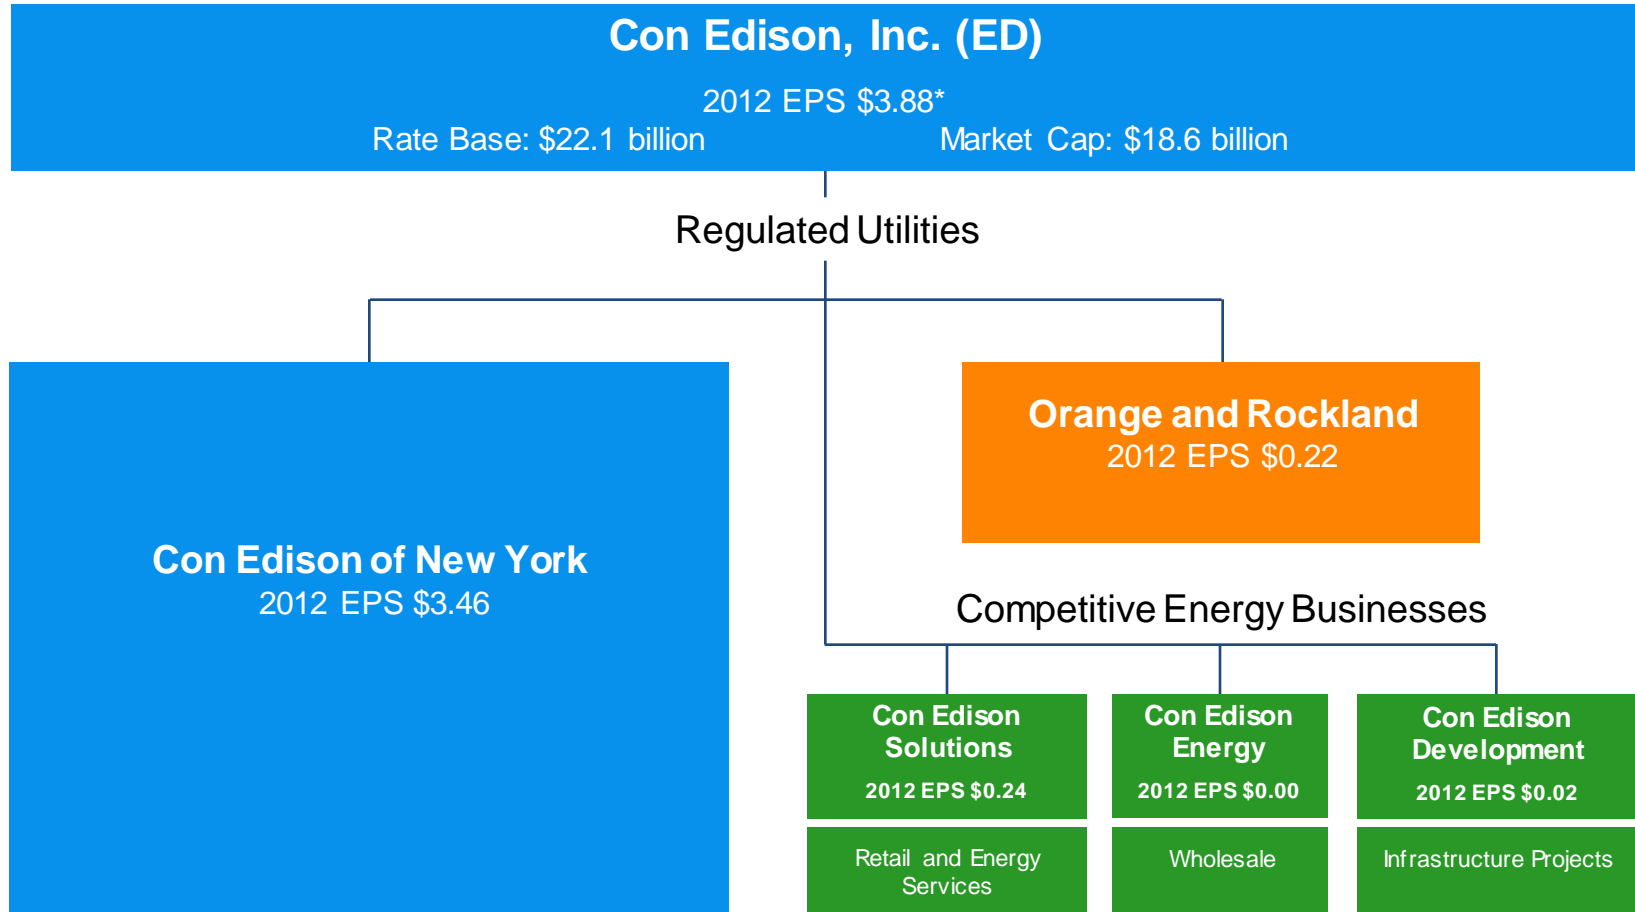 Con Edison, Inc. (ED)
2012 EPS $3.88*
Rate Base: $22.1 billion Market Cap: $18.6 billion
Regulated Utilities
Con Edison of New York
2012 EPS $3.46
Orange and Rockland
2012 EPS $0.22
Competitive Energy Businesses
Con Edison
Solutions
2012 EPS $0.24
Retail and Energy
Services
Con Edison
Energy
2012 EPS $0.00
Wholesale
Con Edison
Development
2012 EPS $0.02
Infrastructure Projects